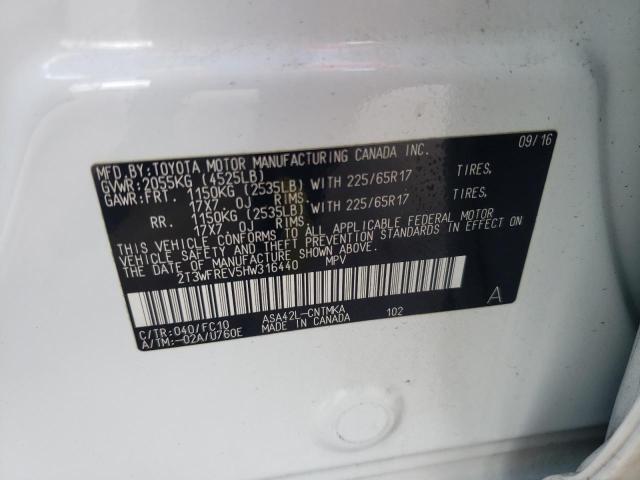 MFD.BY:TOYOTA MOTOR MANUFACTURING CANADA INC. 09/16
GVWR:2055KG (4525LB)
GAWR:FRT. 1150KG (2535LB) WITH 225/65R17 TIRES,
17X7. OJ RIMS.
RR. 1150KG (2535LB) WITH 225/65R17 TIRES,
17X7. OJ RIMS.
THIS VEHICLE CONFORMS TO ALL APPLICABLE FEDERAL MOTOR
VEHICLE SAFETY AND THEFT PREVENTION STANDARDS IN EFFECT ON
THE DATE OF MANUFACTURE SHOWN ABOVE.
2T3WFREV5HW316440 MPV
A
C/TR:040/FC10 ASA42L-CNTMKA 102
A/TM:-02A/U760E MADE IN CANADA